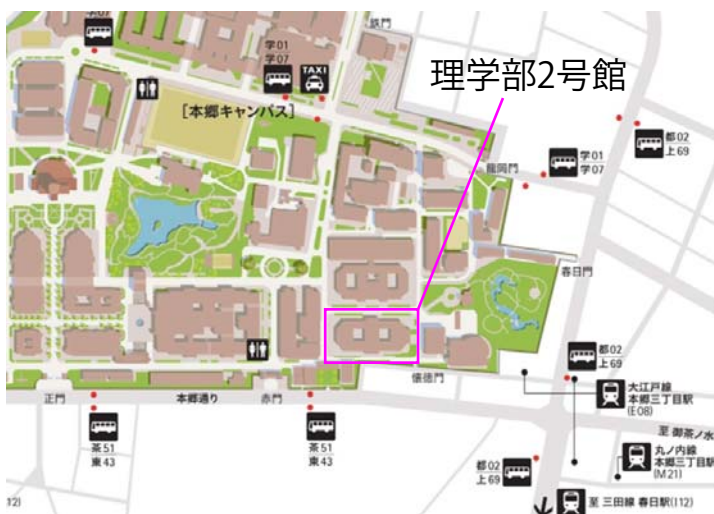 学07
鉄門
学01
学07
TAXI
理学部2号館
[本郷キャンパス]
都02
上69
学01
学07
龍岡門
春日門
都02
上69
大江戸線
本郷三丁目駅
(E08)
懐徳門
正門
本郷通り
赤門
至 御茶ノ水
茶51
東43
茶51
東43
丸ノ内線
本郷三丁目駅
(M21)
都02
上69
12)
至 三田線 春日駅(I12)